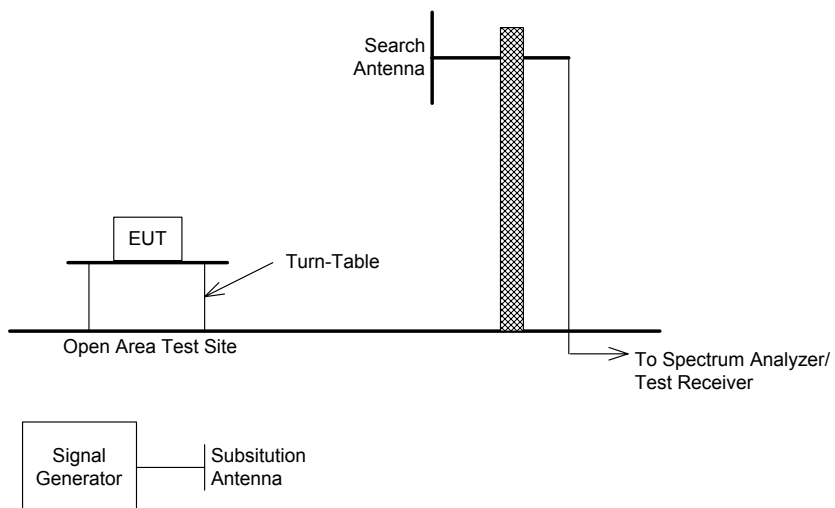 Search
Antenna
EUT
Turn-Table
Open Area Test Site
To Spectrum Analyzer/
Test Receiver
Signal
Generator
Subsitution
Antenna